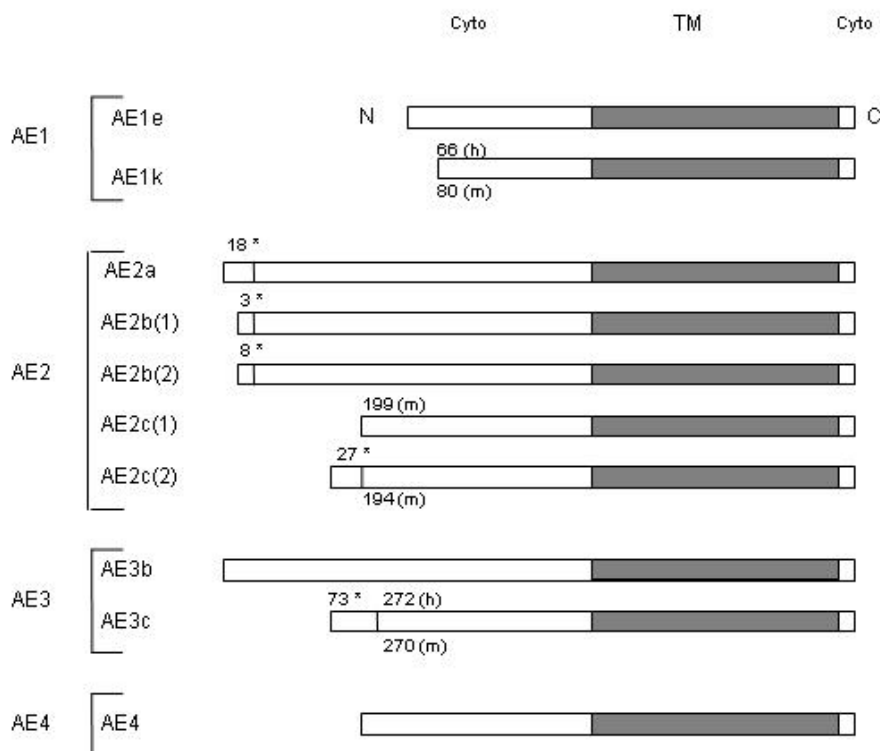 Cyto TM Cyto
AE1
AE1e N C
66 (h)
AE1k
80 (m)
18 *
AE2a
3 *
AE2b(1)
8 *
AE2 AE2b(2)
199 (m)
AE2c(1)
27 *
AE2c(2)
194 (m)
AE3b
AE3 73 * 272 (h)
AE3c
270 (m)
AE4 AE4